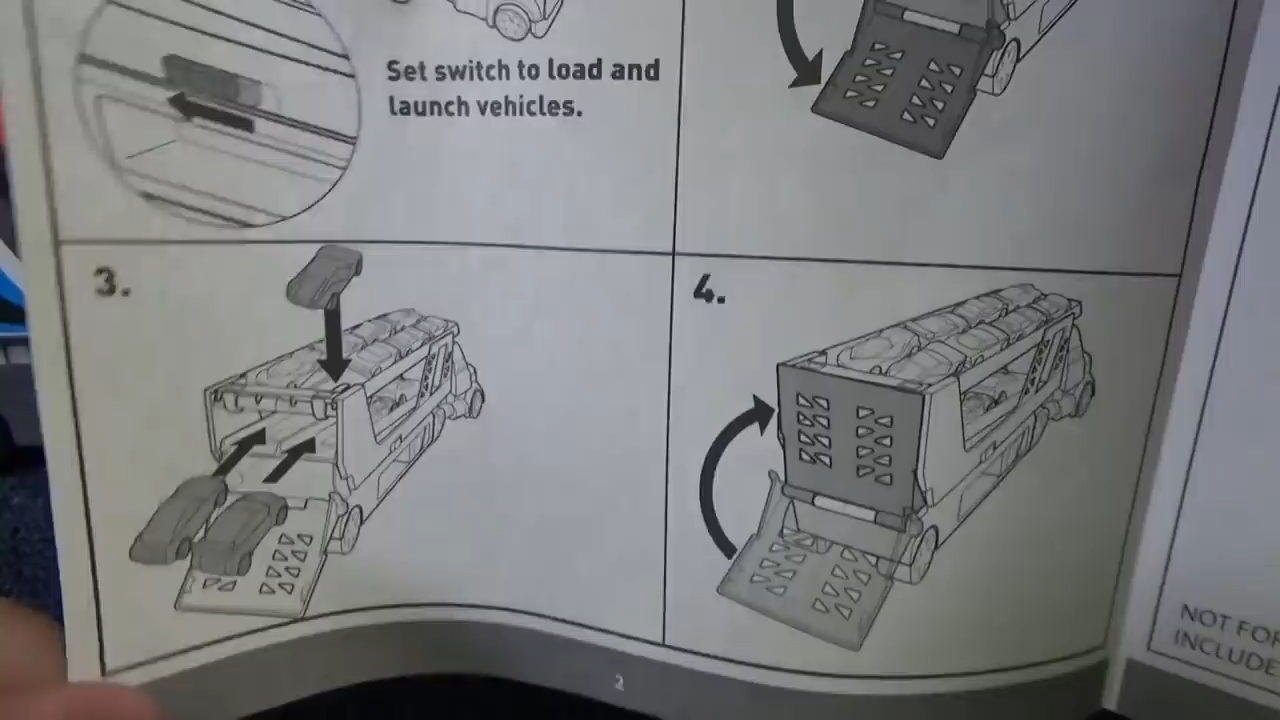 Set switch to load and
launch vehicles.
3.
4.
2
NOT FOR
INCLUDE